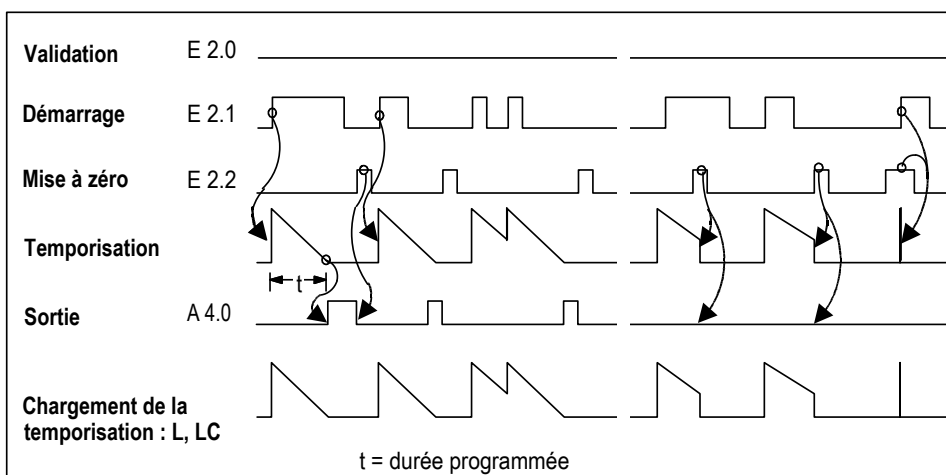 Validation E 2.0
Démarrage E 2.1
Mise à zéro E 2.2
Temporisation
t
Sortie A 4.0
Chargement de la
temporisation : L, LC
t = durée programmée